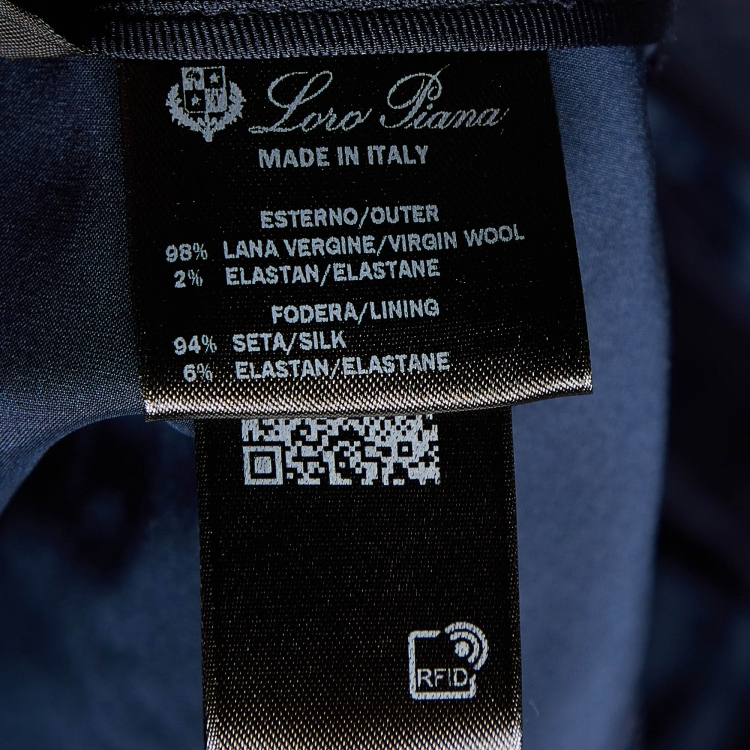 Loro Piana
MADE IN ITALY
ESTERNO/OUTER
98% LANA VERGINE/VIRGIN WOOL
2% ELASTAN/ELASTANE
FODERA/LINING
94% SETA/SILK
6% ELASTAN/ELASTANE
RFID